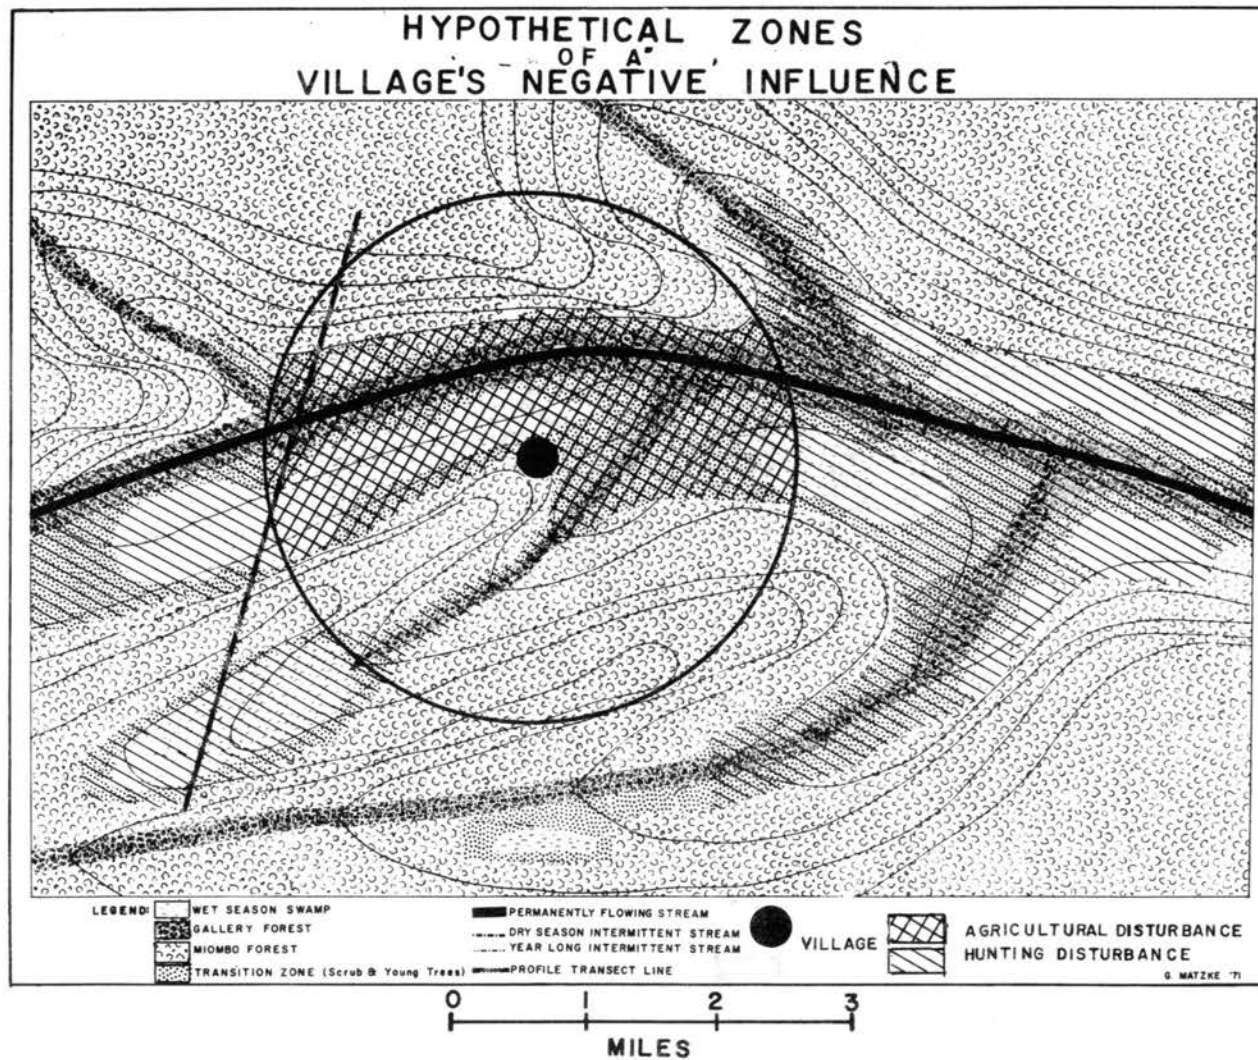 HYPOTHETICAL ZONES
OF A
VILLAGE'S NEGATIVE INFLUENCE
LEGEND:
WET SEASON SWAMP
GALLERY FOREST
MIOMBO FOREST
TRANSITION ZONE (Scrub & Young Trees)
PERMANENTLY FLOWING STREAM
DRY SEASON INTERMITTENT STREAM
YEAR LONG INTERMITTENT STREAM
PROFILE TRANSECT LINE
VILLAGE
AGRICULTURAL DISTURBANCE
HUNTING DISTURBANCE
G. MATZKE '71
0 1 2 3
MILES